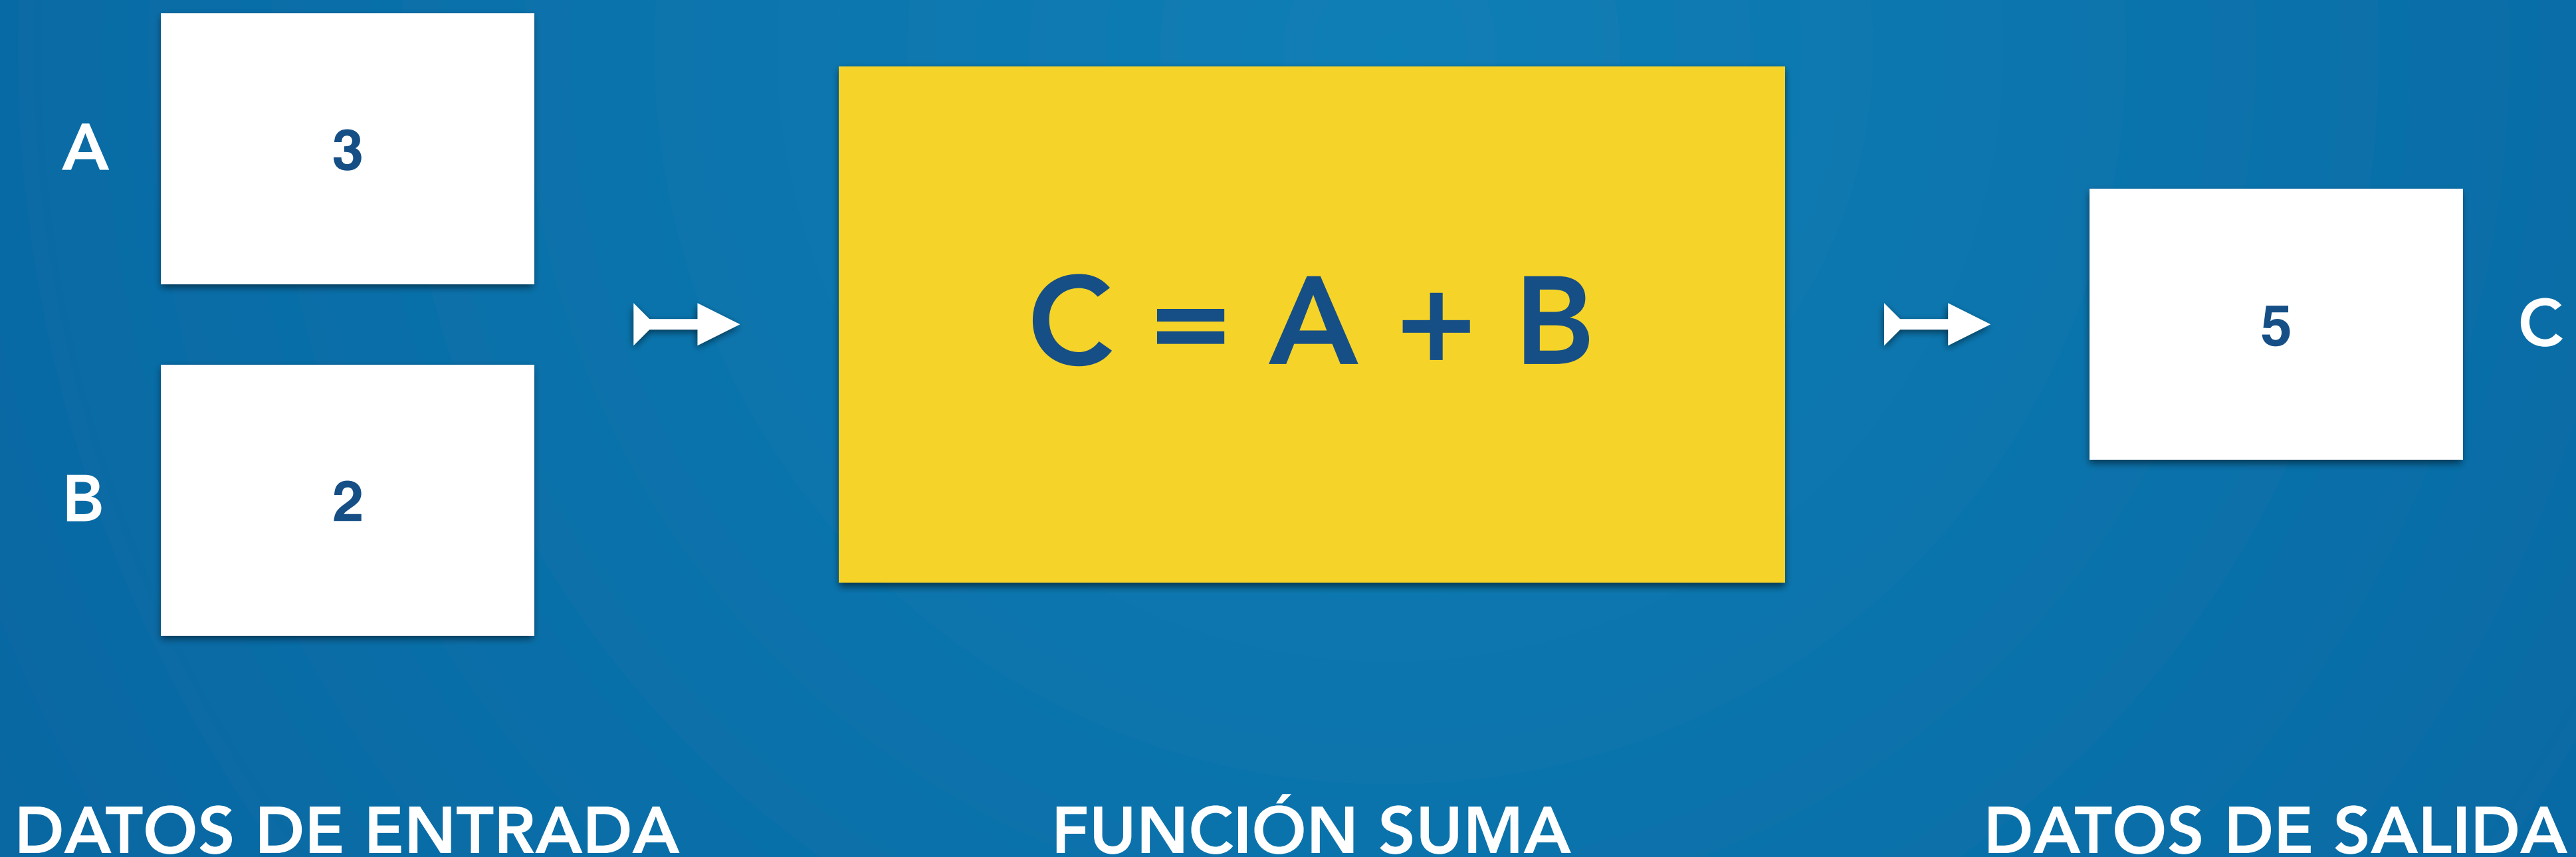 A
3
B
2
C = A + B
5
C
DATOS DE ENTRADA
FUNCIÓN SUMA
DATOS DE SALIDA